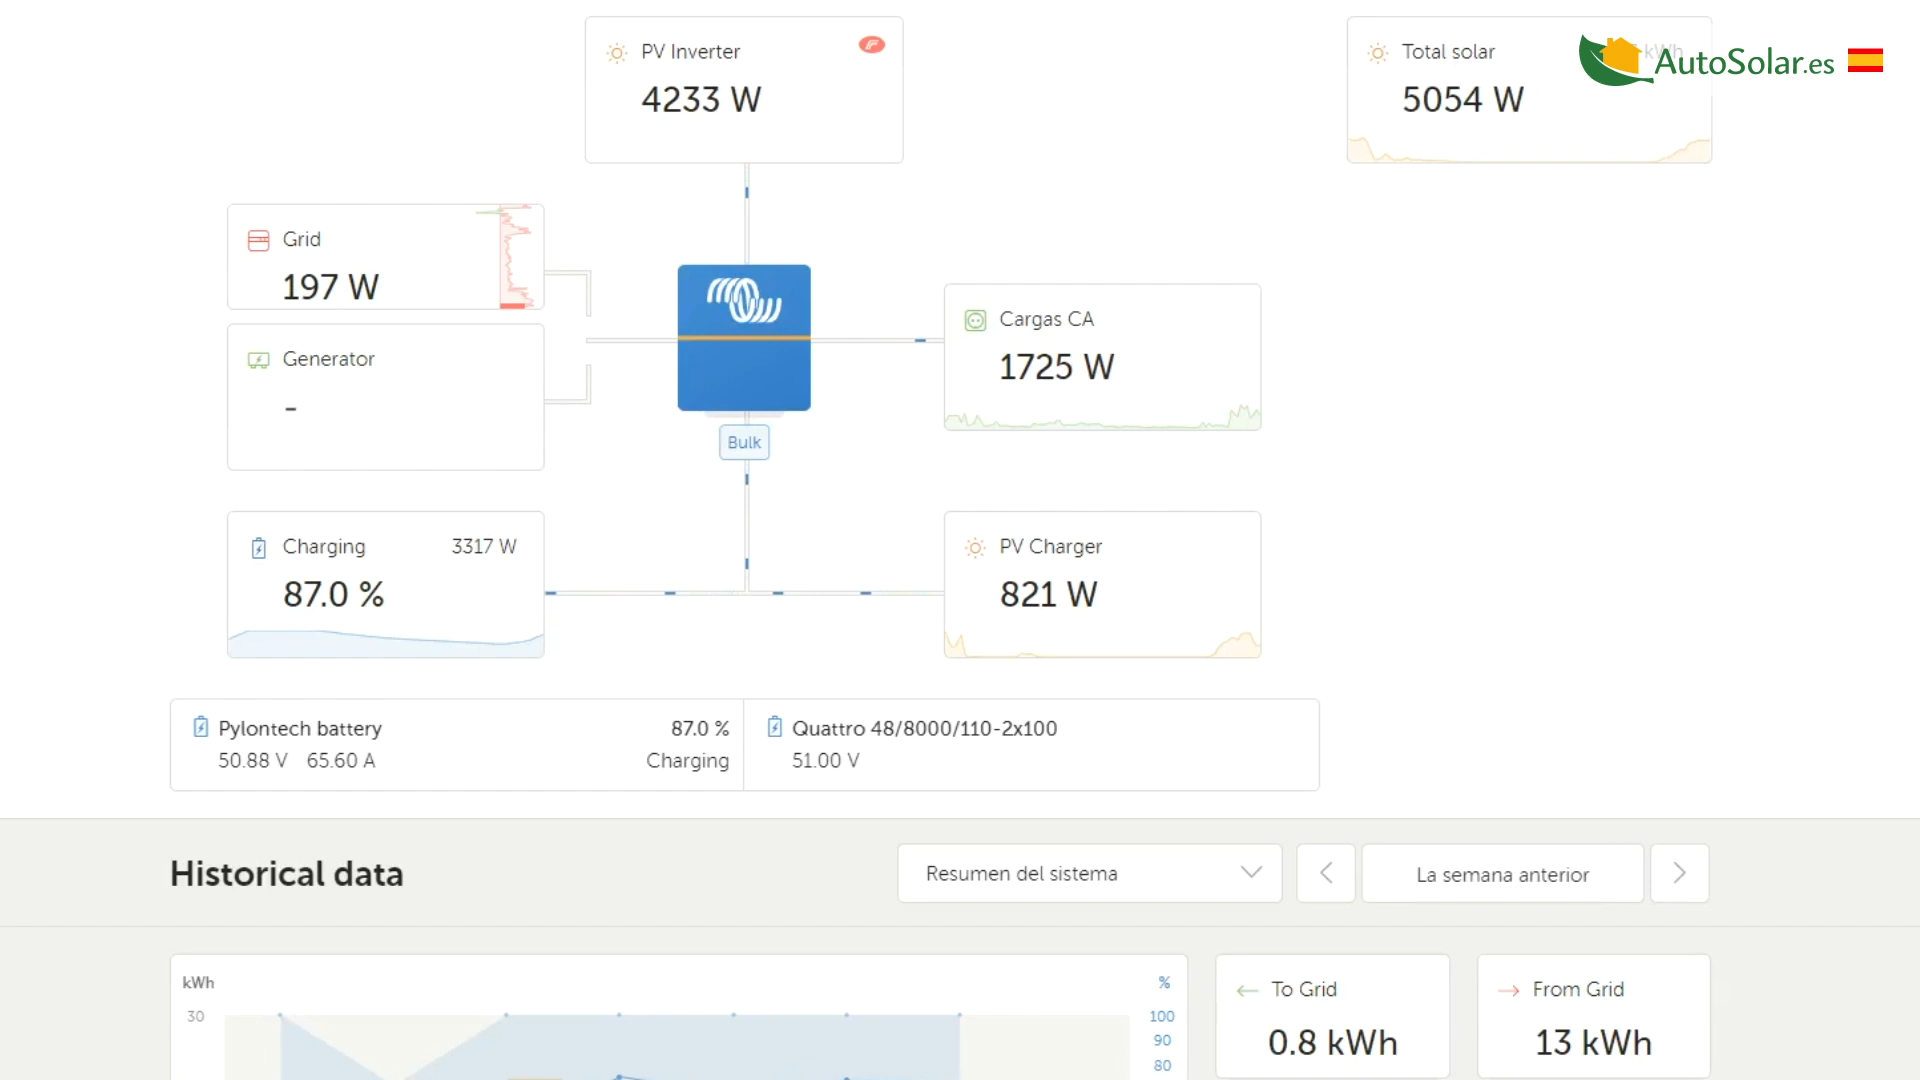 PV Inverter
4233 W
Total solar
kWh
5054 W
AutoSolar.es
Grid
197 W
Generator
-
Cargas CA
1725 W
Bulk
Charging 3317 W
87.0 %
PV Charger
821 W
Pylontech battery 87.0 %
50.88 V 65.60 A Charging
Quattro 48/8000/110-2x100
51.00 V
Historical data
Resumen del sistema
La semana anterior
kWh
30
%
100
90
80
To Grid
0.8 kWh
From Grid
13 kWh